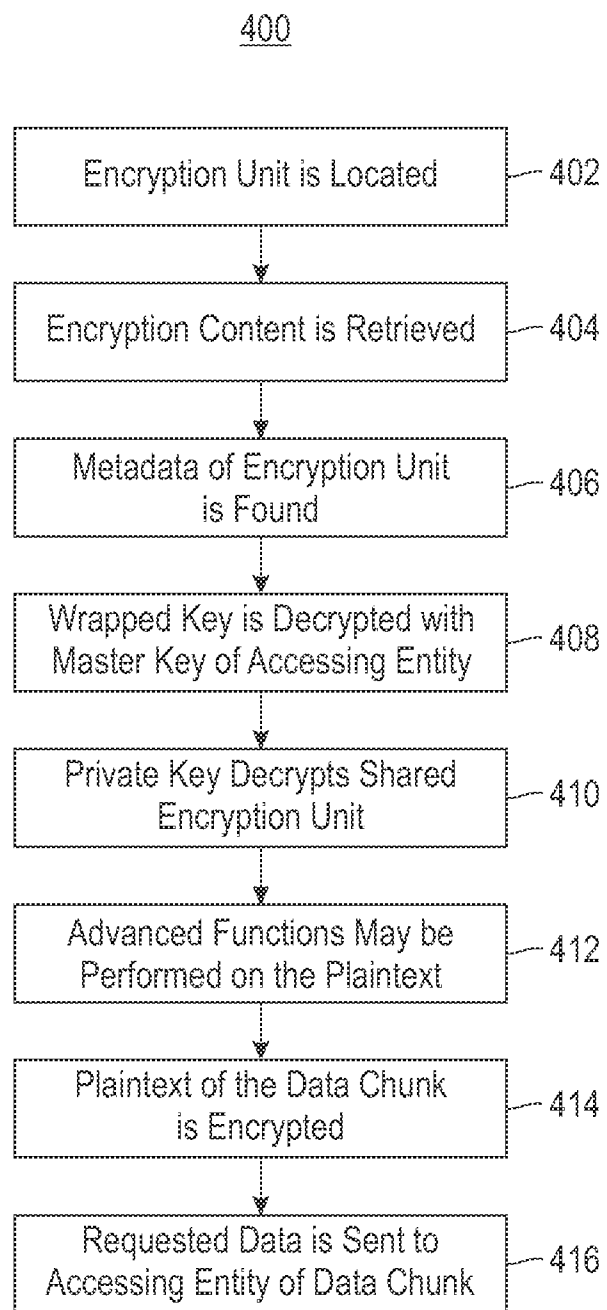 400
Encryption Unit is Located
402
Encryption Content is Retrieved
404
Metadata of Encryption Unit
is Found
406
Wrapped Key is Decrypted with
Master Key of Accessing Entity
408
Private Key Decrypts Shared
Encryption Unit
410
Advanced Functions May be
Performed on the Plaintext
412
Plaintext of the Data Chunk
is Encrypted
414
Requested Data is Sent to
Accessing Entity of Data Chunk
416